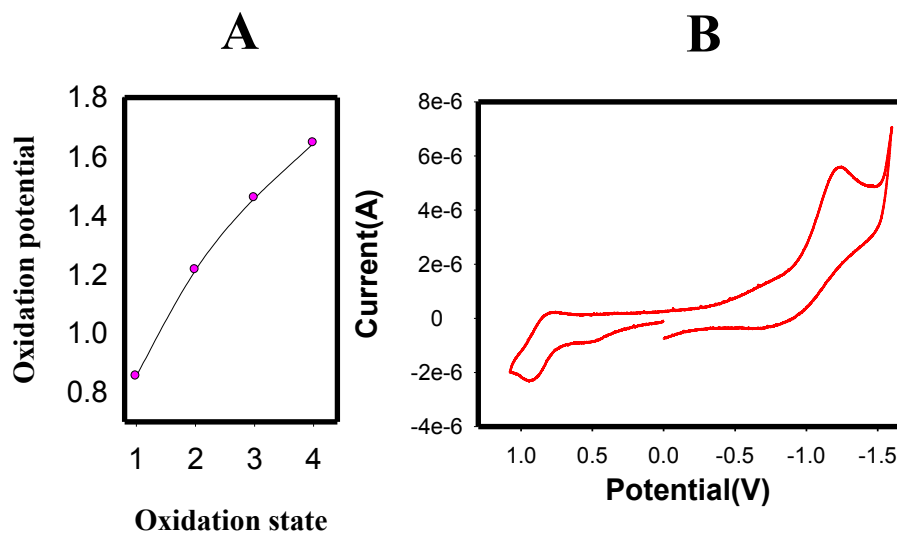 A
B
Oxidation potential
1.8
1.6
1.4
1.2
1.0
0.8
1 2 3 4
Oxidation state
Current(A)
8e-6
6e-6
4e-6
2e-6
0
-2e-6
-4e-6
1.0 0.5 0.0 -0.5 -1.0 -1.5
Potential(V)